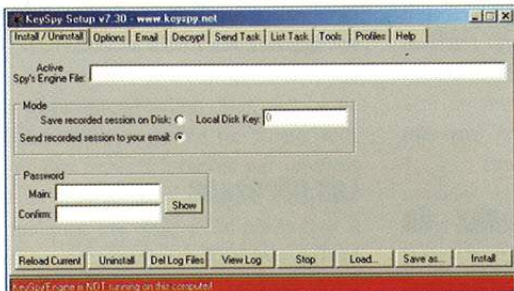 KeySpy Setup v7.30 - www.keyspy.net
Install / Uninstall Options Email Decrypt Send Task List Task Tools Profiles Help
Active
Spy's Engine File:
Mode
Save recorded session on Disk: Local Disk Key: 0
Send recorded session to your email:
Password
Main:
Confirm: Show
Reload Current Uninstall Del Log Files View Log Stop Load... Save as... Install
KeySpy Engine is NOT running on this computer!